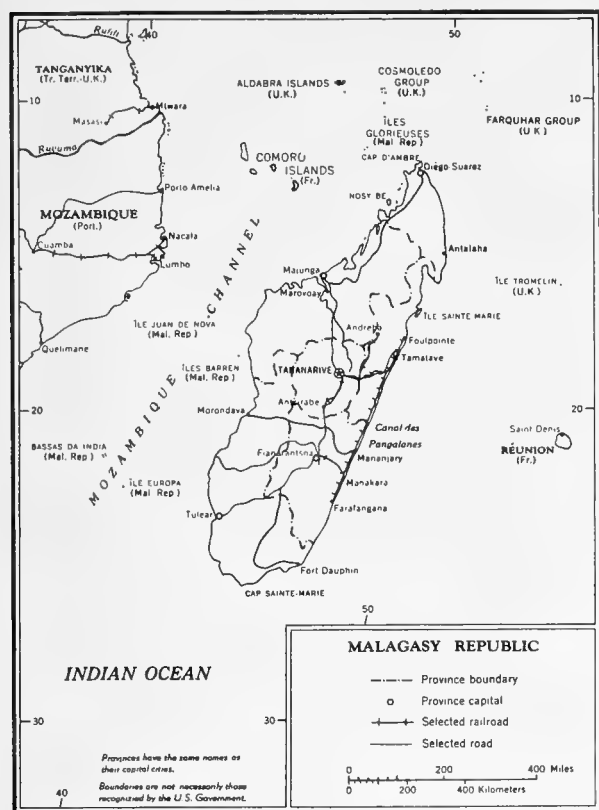 40
50
Rufiji
TANGANYIKA
(Tr. Terr.-U.K.)
ALDABRA ISLANDS
(U.K.)
COSMOLEDO
GROUP
(U.K.)
10
10
Mtwara
Masasi
ÎLES
GLORIEUSES
(Mal Rep)
FARQUHAR GROUP
(U K)
Ruvuma
COMORO
ISLANDS
(Fr.)
CAP D'AMBRE
Diégo Suarez
Porto Amelia
NOSY BE
MOZAMBIQUE
(Port.)
Nacala
Cuamba
Lumbo
Antalaha
Majunga
Marovoay
ÎLE TROMELIN
(U.K)
MOZAMBIQUE CHANNEL
ÎLE JUAN DE NOVA
(Mal. Rep)
ÎLE SAINTE MARIE
Andreba
Foulpointe
Quelimane
Tamatave
ÎLES BARREN
(Mal. Rep)
TANANARIVE
20
20
Antsirabe
Morondava
Canal des
Pangalanes
Saint Denis
BASSAS DA INDIA
(Mal. Rep)
Fianarantsoa
Mananjary
RÉUNION
(Fr.)
ÎLE EUROPA
(Mal Rep)
Manakara
Tulear
Farafangana
Fort Dauphin
CAP SAINTE-MARIE
50
INDIAN OCEAN
MALAGASY REPUBLIC
Province boundary
Province capital
Selected railroad
Selected road
30
30
0 200 400 Miles
0 200 400 Kilometers
Provinces have the same names as
their capital cities.
Boundaries are not necessarily those
recognized by the U. S. Government.
40